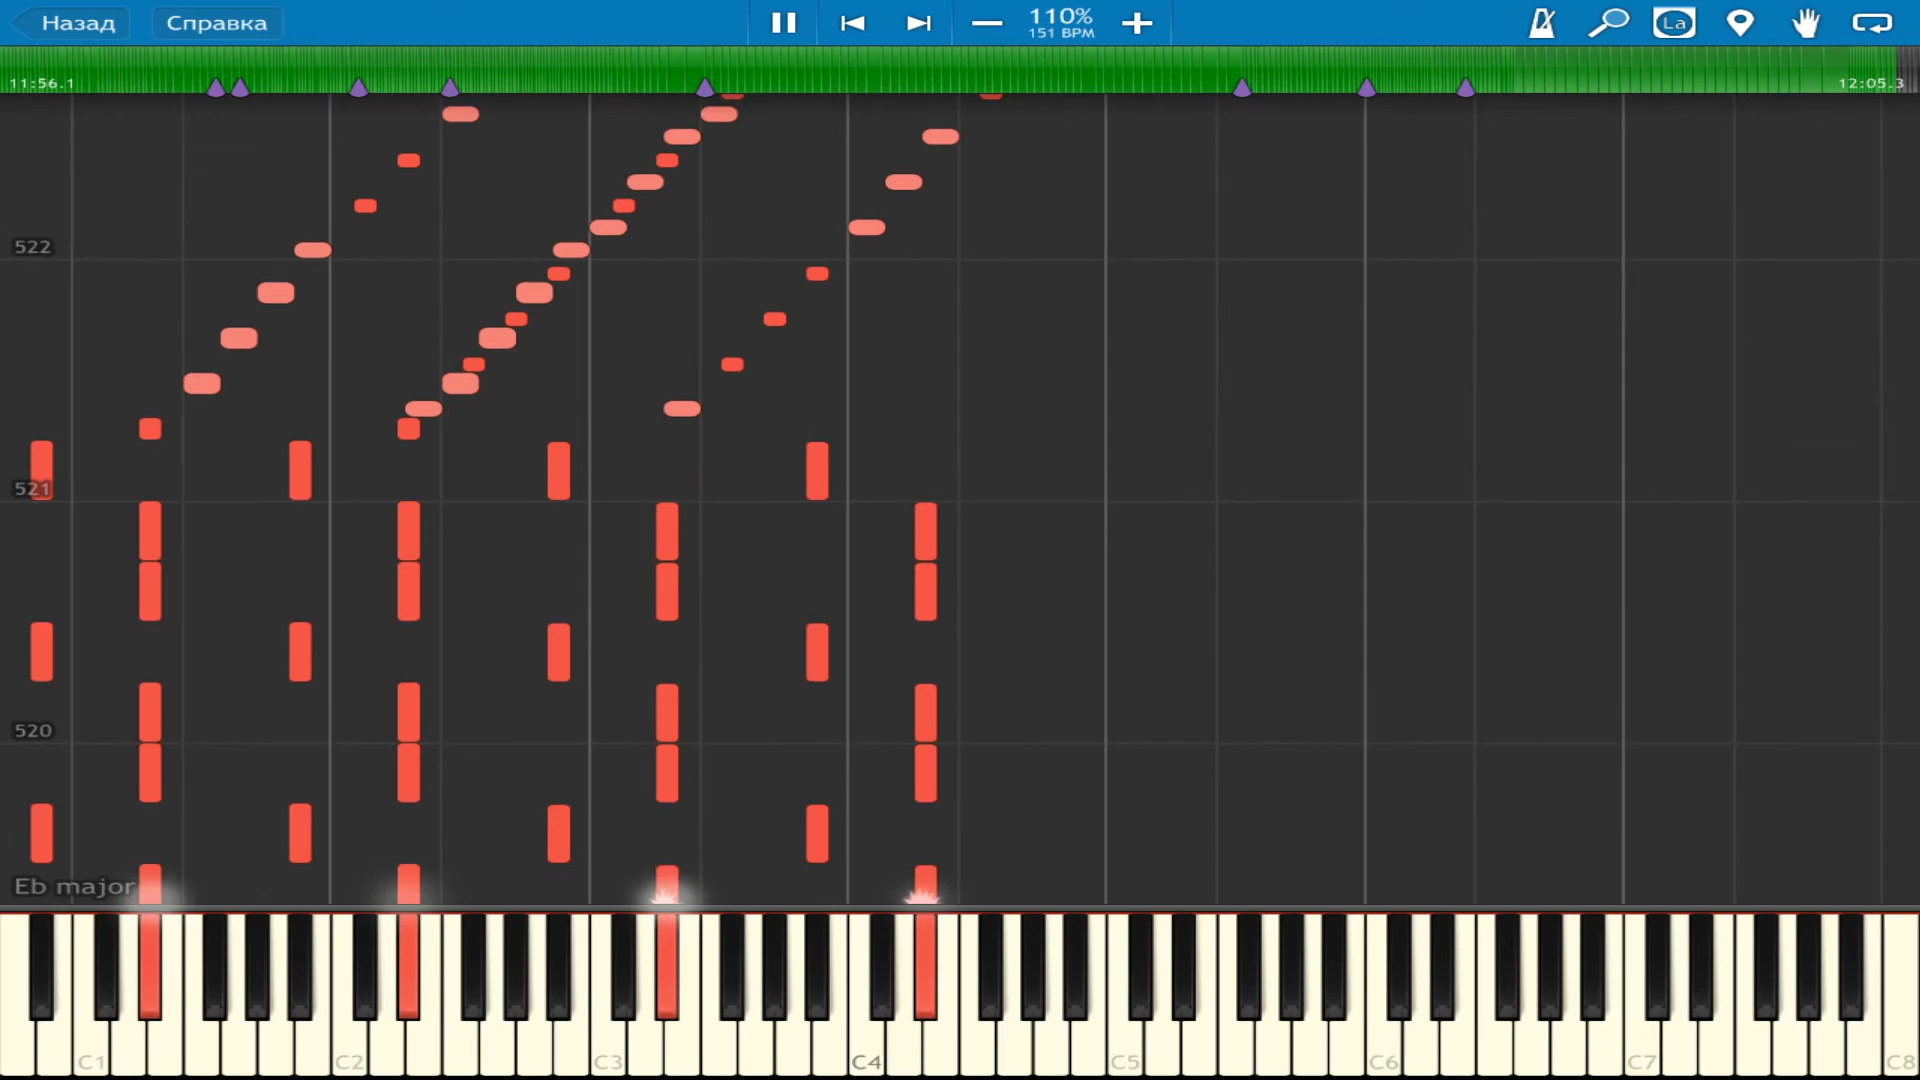 Назад
Справка
110%
151 BPM
La
11:56.1
12:05.3
522
521
520
Eb major
C1
C2
C3
C4
C5
C6
C7
C8